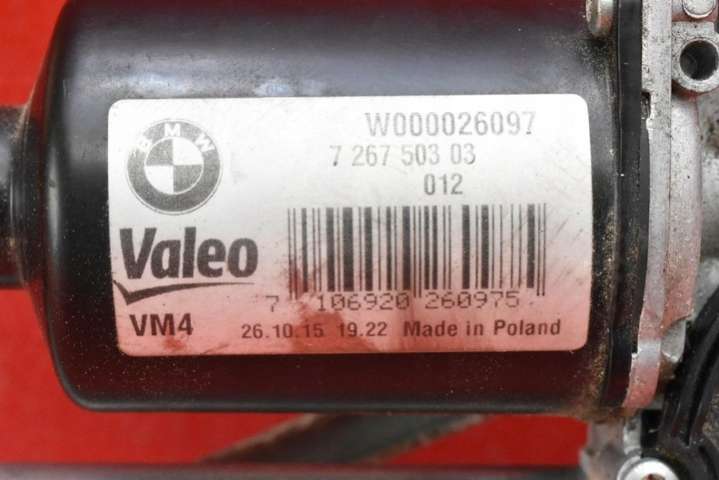 BMW
W000026097
7 267 503 03
012
Valeo
7 106920 260975
VM4
26.10.15 19.22 Made in Poland